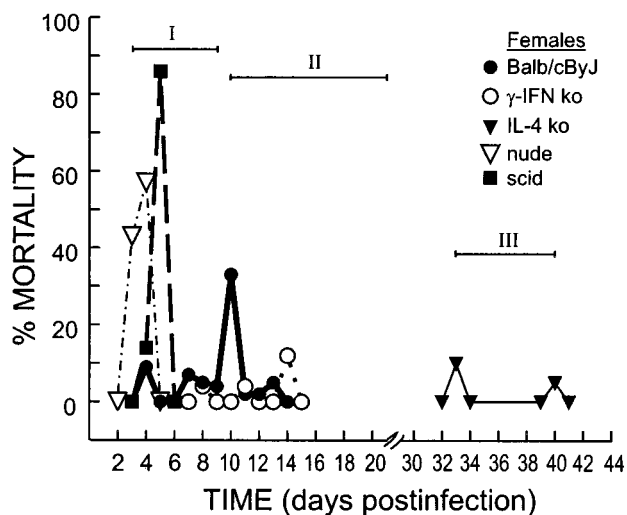 100
80
60
40
20
0
% MORTALITY
I
II
III
Females
Balb/cByJ
γ-IFN ko
IL-4 ko
nude
scid
2 4 6 8 10 12 14 16 18 20 30 32 34 36 38 40 42 44
TIME (days postinfection)